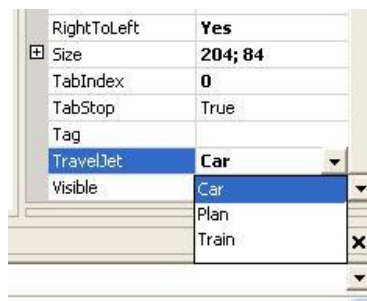 RightToLeft Yes
Size 204; 84
TabIndex 0
TabStop True
Tag
TravelJet Car
Visible Car
Plan
Train